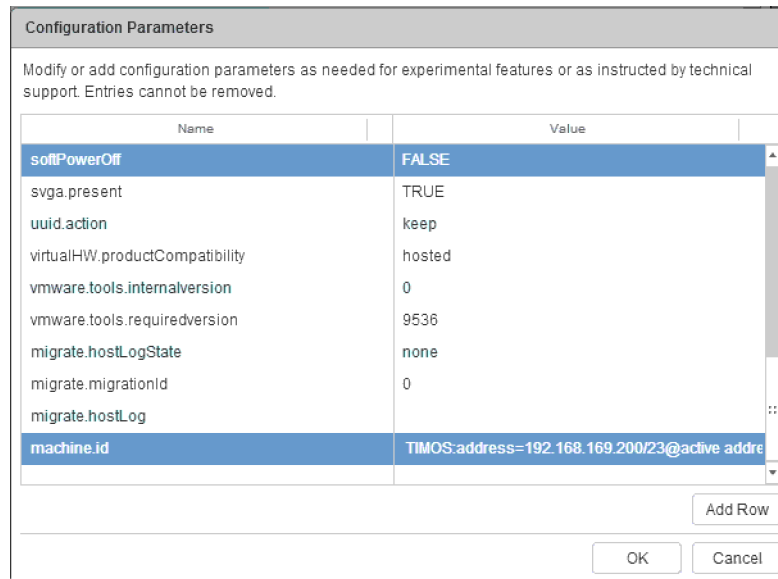 Configuration Parameters
Modify or add configuration parameters as needed for experimental features or as instructed by technical
support. Entries cannot be removed.
Name Value
softPowerOff FALSE
svga.present TRUE
uuid.action keep
virtualHW.productCompatibility hosted
vmware.tools.internalversion 0
vmware.tools.requiredversion 9536
migrate.hostLogState none
migrate.migrationId 0
migrate.hostLog
machine.id TIMOS:address=192.168.169.200/23@active addre
Add Row
OK Cancel